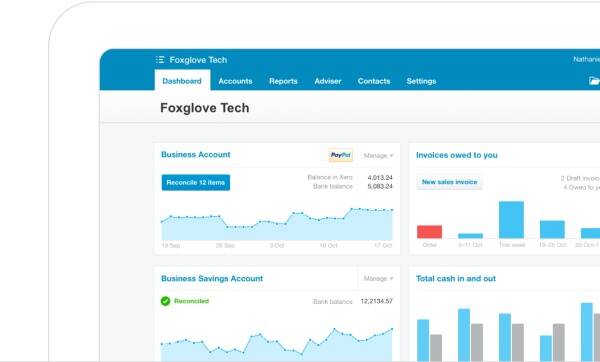 Foxglove Tech
Nathanie
Dashboard Accounts Reports Adviser Contacts Settings
Foxglove Tech
Business Account
PayPal
Manage
Reconcile 12 items
Balance in Xero 4,013.24
Bank balance 5,083.24
19 Sep 26 Sep 3 Oct 10 Oct 17 Oct
Invoices owed to you
New sales invoice
2 Draft invoic
4 Owed to y
Older 5-11 Oct This week 19-25 Oct 26 Oct-1
Business Savings Account
Manage
Reconciled
Bank balance 12,2134.57
Total cash in and out